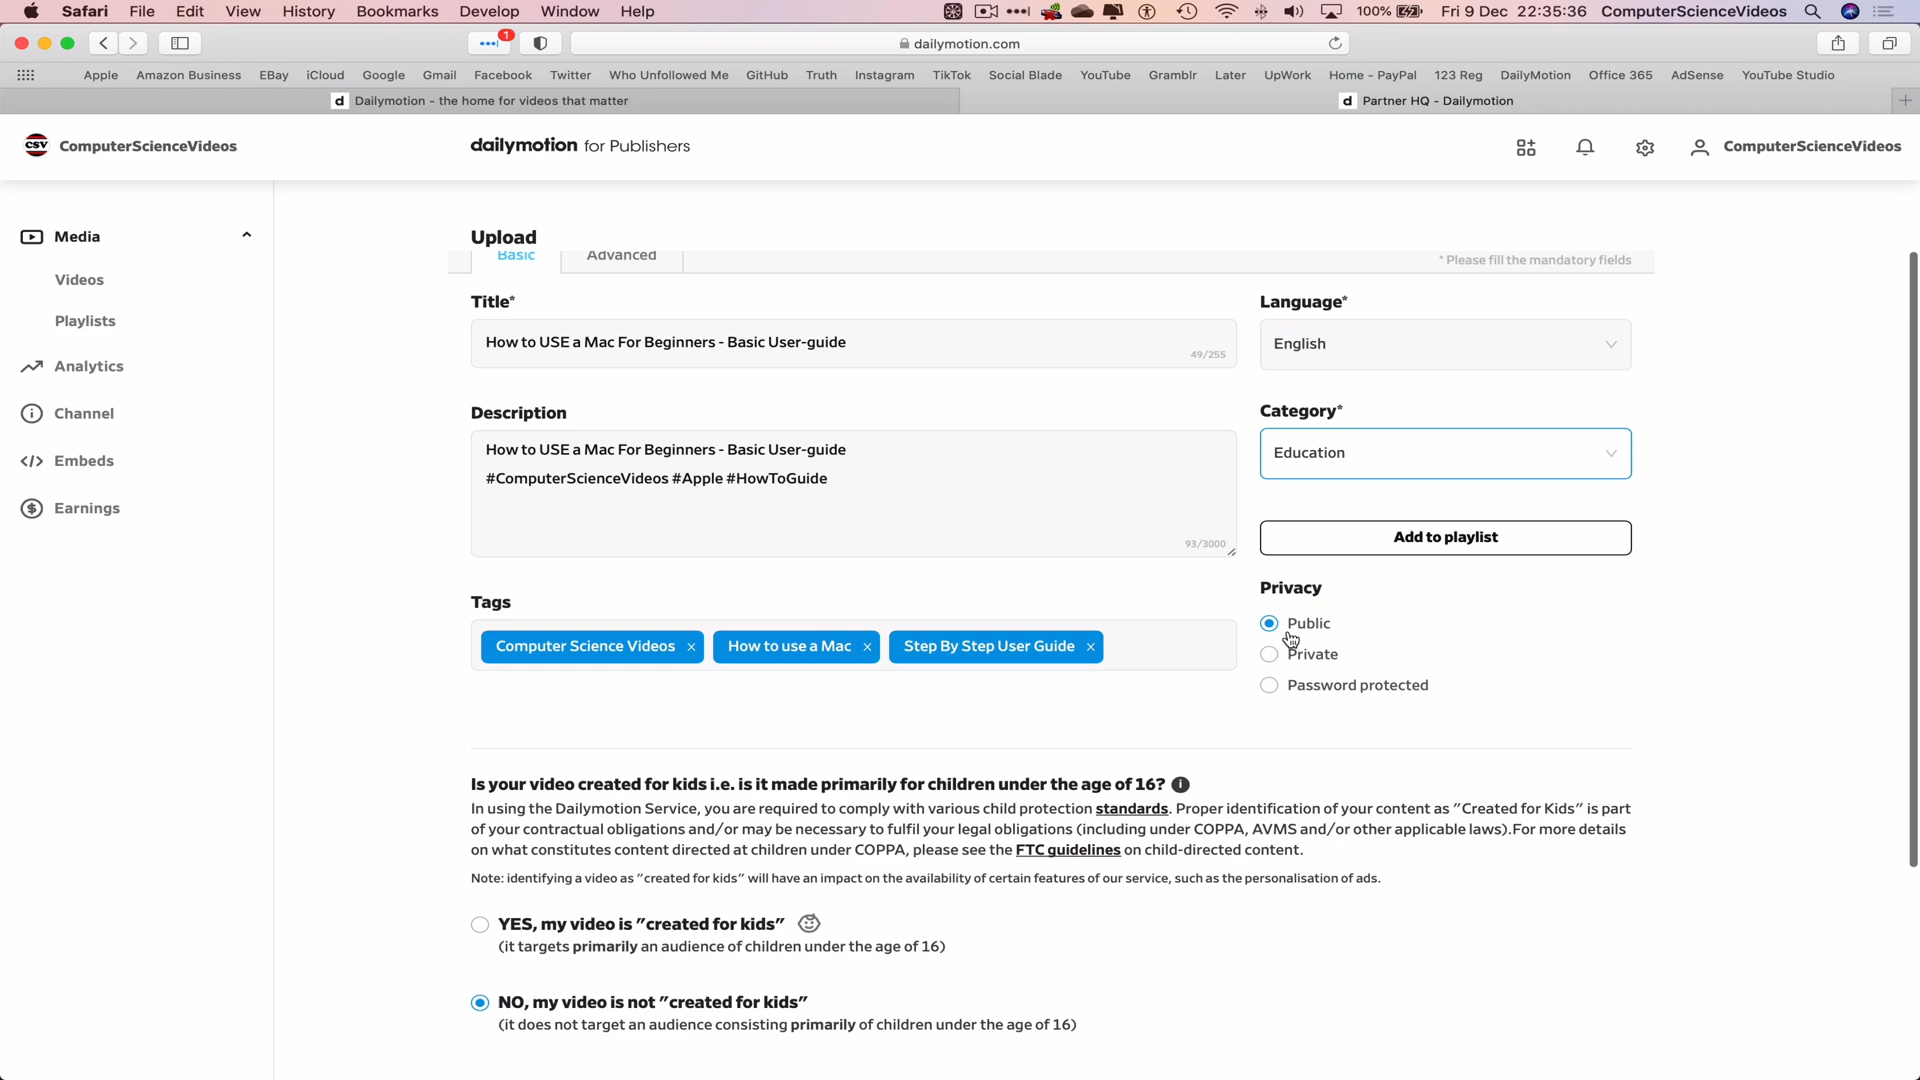 Safari File Edit View History Bookmarks Develop Window Help 100% Fri 9 Dec 22:35:36 ComputerScienceVideos
1
dailymotion.com
Apple Amazon Business EBay iCloud Google Gmail Facebook Twitter Who Unfollowed Me GitHub Truth Instagram TikTok Social Blade YouTube Gramblr Later UpWork Home - PayPal 123 Reg DailyMotion Office 365 AdSense YouTube Studio
d Dailymotion - the home for videos that matter
d Partner HQ - Dailymotion
CSV ComputerScienceVideos
dailymotion for Publishers
ComputerScienceVideos
Media
Videos
Playlists
Analytics
Channel
Embeds
Earnings
Upload
Basic Advanced
* Please fill the mandatory fields
Title*
How to USE a Mac For Beginners - Basic User-guide
49/255
Language*
English
Description
How to USE a Mac For Beginners - Basic User-guide
#ComputerScienceVideos #Apple #HowToGuide
93/3000
Category*
Education
Add to playlist
Tags
Computer Science Videos × How to use a Mac × Step By Step User Guide ×
Privacy
Public
Private
Password protected
Is your video created for kids i.e. is it made primarily for children under the age of 16? i
In using the Dailymotion Service, you are required to comply with various child protection standards. Proper identification of your content as "Created for Kids" is part
of your contractual obligations and/or may be necessary to fulfil your legal obligations (including under COPPA, AVMS and/or other applicable laws).For more details
on what constitutes content directed at children under COPPA, please see the FTC guidelines on child-directed content.
Note: identifying a video as "created for kids" will have an impact on the availability of certain features of our service, such as the personalisation of ads.
YES, my video is "created for kids"
(it targets primarily an audience of children under the age of 16)
NO, my video is not "created for kids"
(it does not target an audience consisting primarily of children under the age of 16)